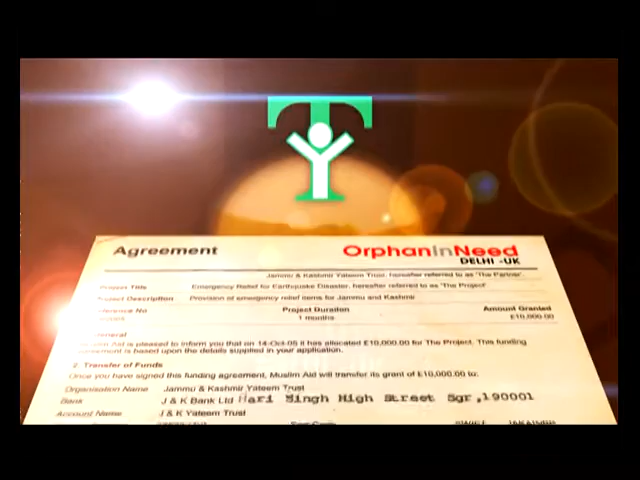 T
Agreement
OrphanInNeed
DELHI -UK
Jammu & Kashmir Yateem Trust, hereafter referred to as 'The Partner'.
Project Title Emergency Relief for Earthquake Disaster, hereafter referred to as 'The Project'
Project Description Provision of emergency relief items for Jammu and Kashmir
Reference No Project Duration Amount Granted
1 months £10,000.00
General
Aid is pleased to inform you that on 14-Oct-05 it has allocated £10,000.00 for The Project. This funding
agreement is based upon the details supplied in your application.
2. Transfer of Funds
Once you have signed this funding agreement, Muslim Aid will transfer its grant of £10,000.00 to:
Organisation Name Jammu & Kashmir Yateem Trust
Bank J & K Bank Ltd Hari Singh High Street Sgr,190001
Account Name J & K Yateem Trust